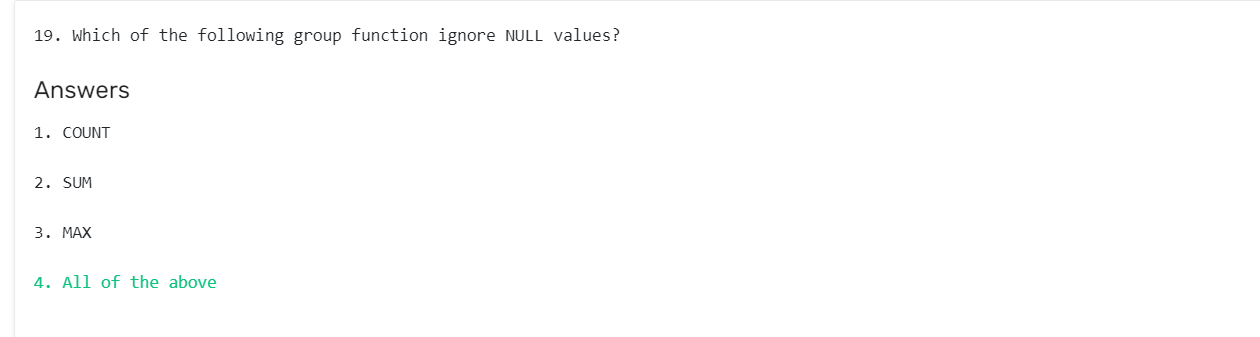 19. Which of the following group function ignore NULL values?
Answers
1. COUNT
2. SUM
3. MAX
4. All of the above